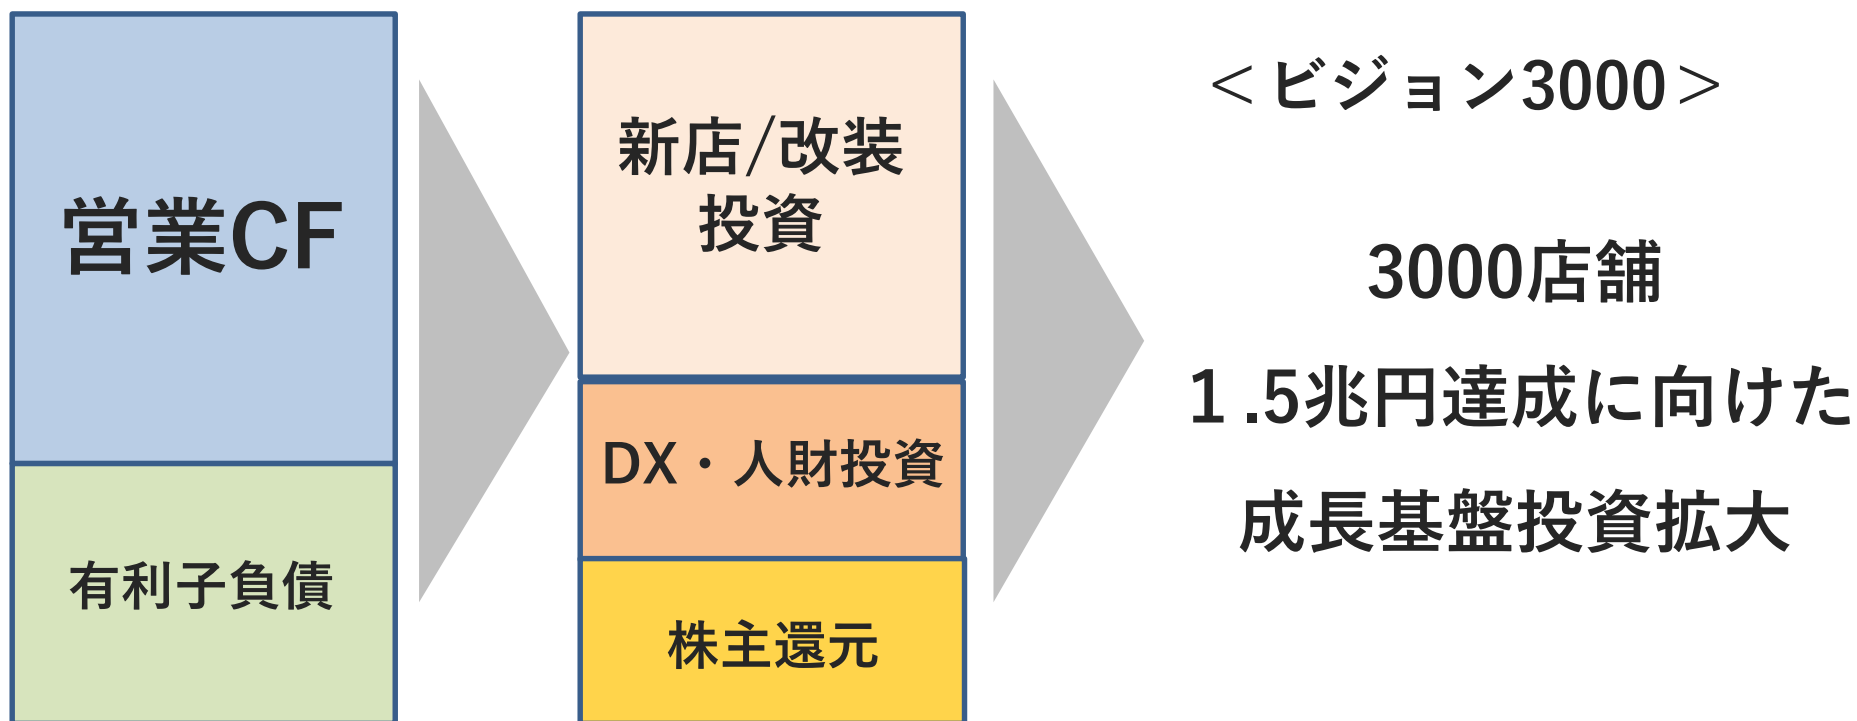 営業CF
有利子負債
新店/改装
投資
DX・人財投資
株主還元
＜ビジョン3000＞
3000店舗
１.5兆円達成に向けた
成長基盤投資拡大